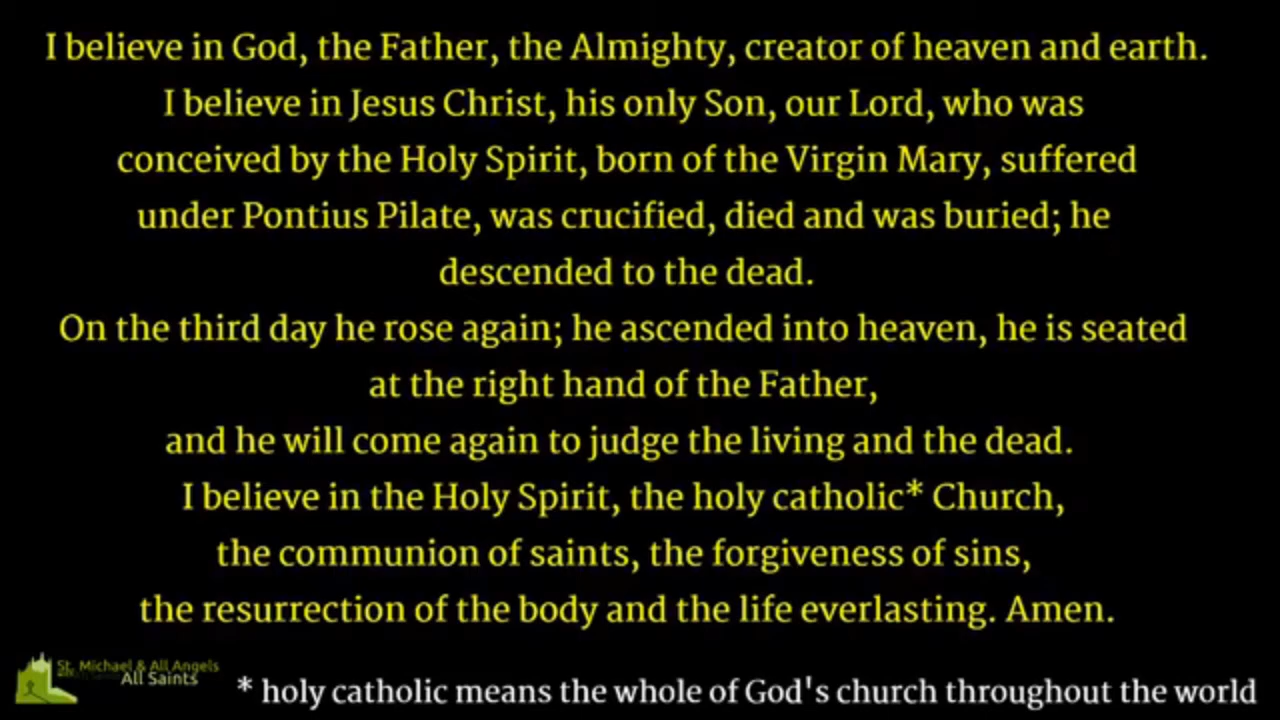 I believe in God, the Father, the Almighty, creator of heaven and earth.
I believe in Jesus Christ, his only Son, our Lord, who was
conceived by the Holy Spirit, born of the Virgin Mary, suffered
under Pontius Pilate, was crucified, died and was buried; he
descended to the dead.
On the third day he rose again; he ascended into heaven, he is seated
at the right hand of the Father,
and he will come again to judge the living and the dead.
I believe in the Holy Spirit, the holy catholic* Church,
the communion of saints, the forgiveness of sins,
the resurrection of the body and the life everlasting. Amen.
St. Michael & All Angels
All Saints
* holy catholic means the whole of God's church throughout the world